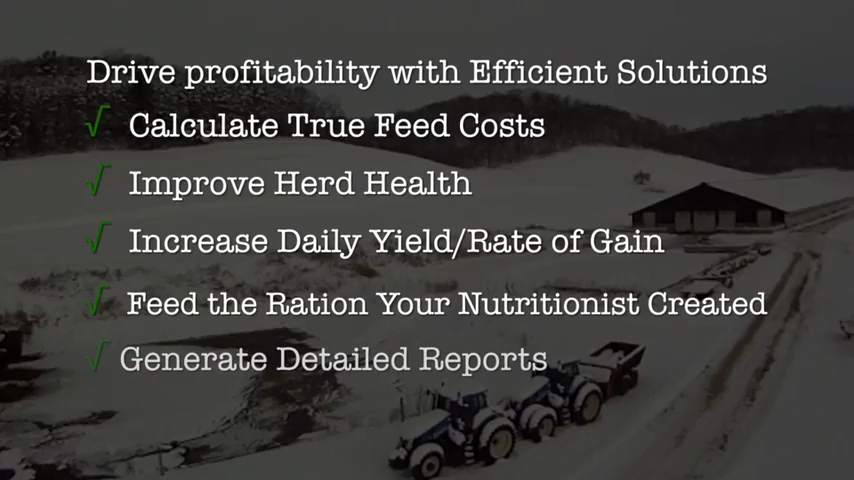 Drive profitability with Efficient Solutions
√ Calculate True Feed Costs
√ Improve Herd Health
√ Increase Daily Yield/Rate of Gain
√ Feed the Ration Your Nutritionist Created
√ Generate Detailed Reports